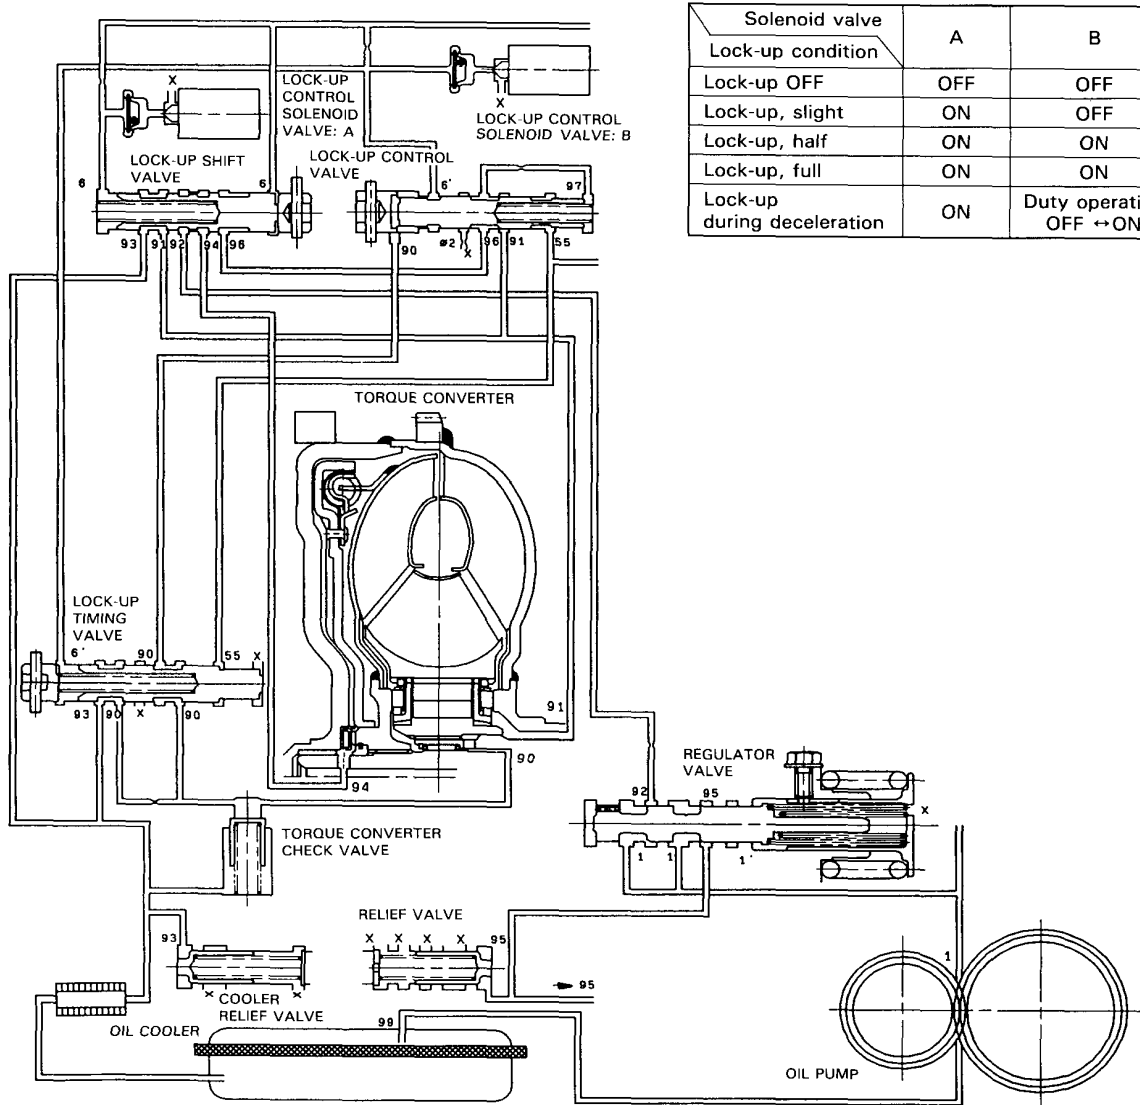 Solenoid valve
A
B
Lock-up condition
Lock-up OFF
OFF
OFF
Lock-up, slight
ON
OFF
Lock-up, half
ON
ON
Lock-up, full
ON
ON
Lock-up
during deceleration
ON
Duty operati
OFF ↔ ON
X
LOCK-UP
CONTROL
SOLENOID
VALVE: A
X
LOCK-UP CONTROL
SOLENOID VALVE: B
LOCK-UP SHIFT
VALVE
LOCK-UP CONTROL
VALVE
6
6
6'
97
93
91
92
94
96
90
ø2
X
96
91
55
TORQUE CONVERTER
LOCK-UP
TIMING
VALVE
6'
90
55
X
93
90
X
90
91
90
94
REGULATOR
VALVE
92
95
X
1
1
1'
TORQUE CONVERTER
CHECK VALVE
RELIEF VALVE
93
X
X
X
X
95
1
X
X
COOLER
RELIEF VALVE
95
OIL COOLER
99
OIL PUMP